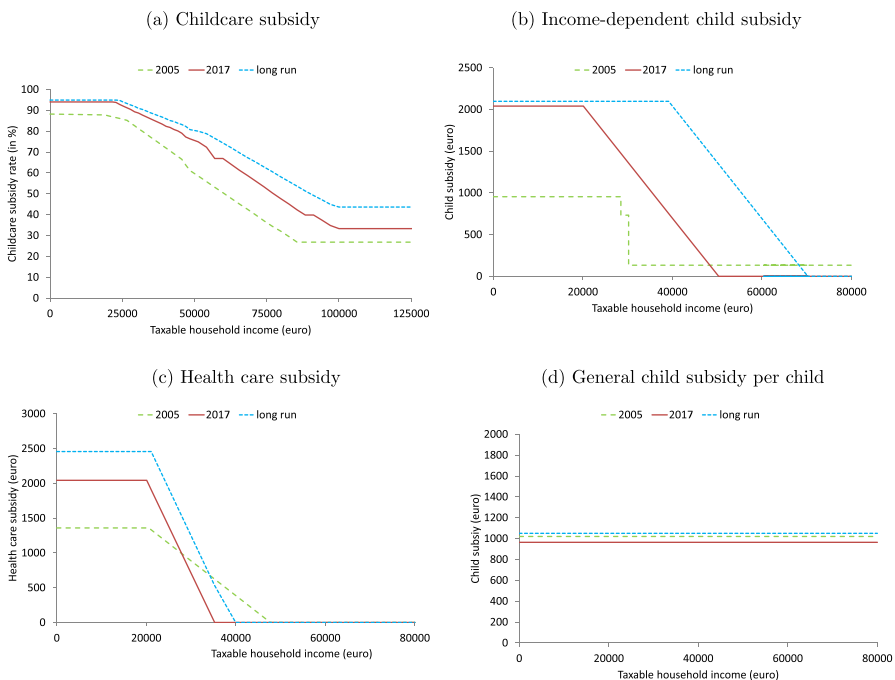 (a) Childcare subsidy
2005 2017 long run
100
90
80
70
60
50
40
30
20
10
0
Childcare subsidy rate (in %)
0 25000 50000 75000 100000 125000
Taxable household income (euro)
(b) Income-dependent child subsidy
2005 2017 long run
2500
2000
1500
1000
500
0
Child subsidy (euro)
0 20000 40000 60000 80000
Taxable household income (euro)
(c) Health care subsidy
2005 2017 long run
3000
2500
2000
1500
1000
500
0
Health care subsidy (euro)
0 20000 40000 60000 80000
Taxable household income (euro)
(d) General child subsidy per child
2005 2017 long run
2000
1800
1600
1400
1200
1000
800
600
400
200
0
Child subsiy (euro)
0 20000 40000 60000 80000
Taxable household income (euro)